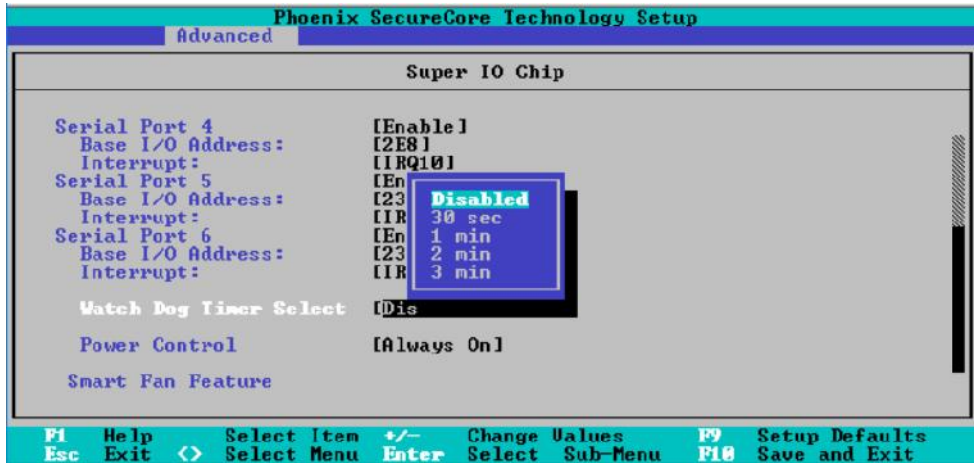 Phoenix SecureCore Technology Setup
Advanced
Super IO Chip
Serial Port 4 [Enable]
Base I/O Address: [2E8]
Interrupt: [IRQ10]
Serial Port 5 [En
Base I/O Address: [23
Interrupt: [IR
Serial Port 6 [En
Base I/O Address: [23
Interrupt: [IR
Disabled
30 sec
1 min
2 min
3 min
Watch Dog Timer Select [Dis
Power Control [Always On]
Smart Fan Feature
F1 Help Select Item +/- Change Values F9 Setup Defaults
Esc Exit <> Select Menu Enter Select Sub-Menu F10 Save and Exit